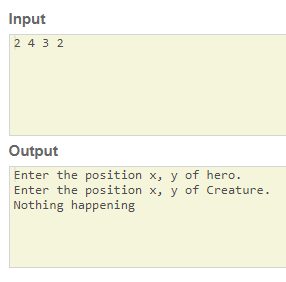 Input
2 4 3 2
Output
Enter the position x, y of hero.
Enter the position x, y of Creature.
Nothing happening